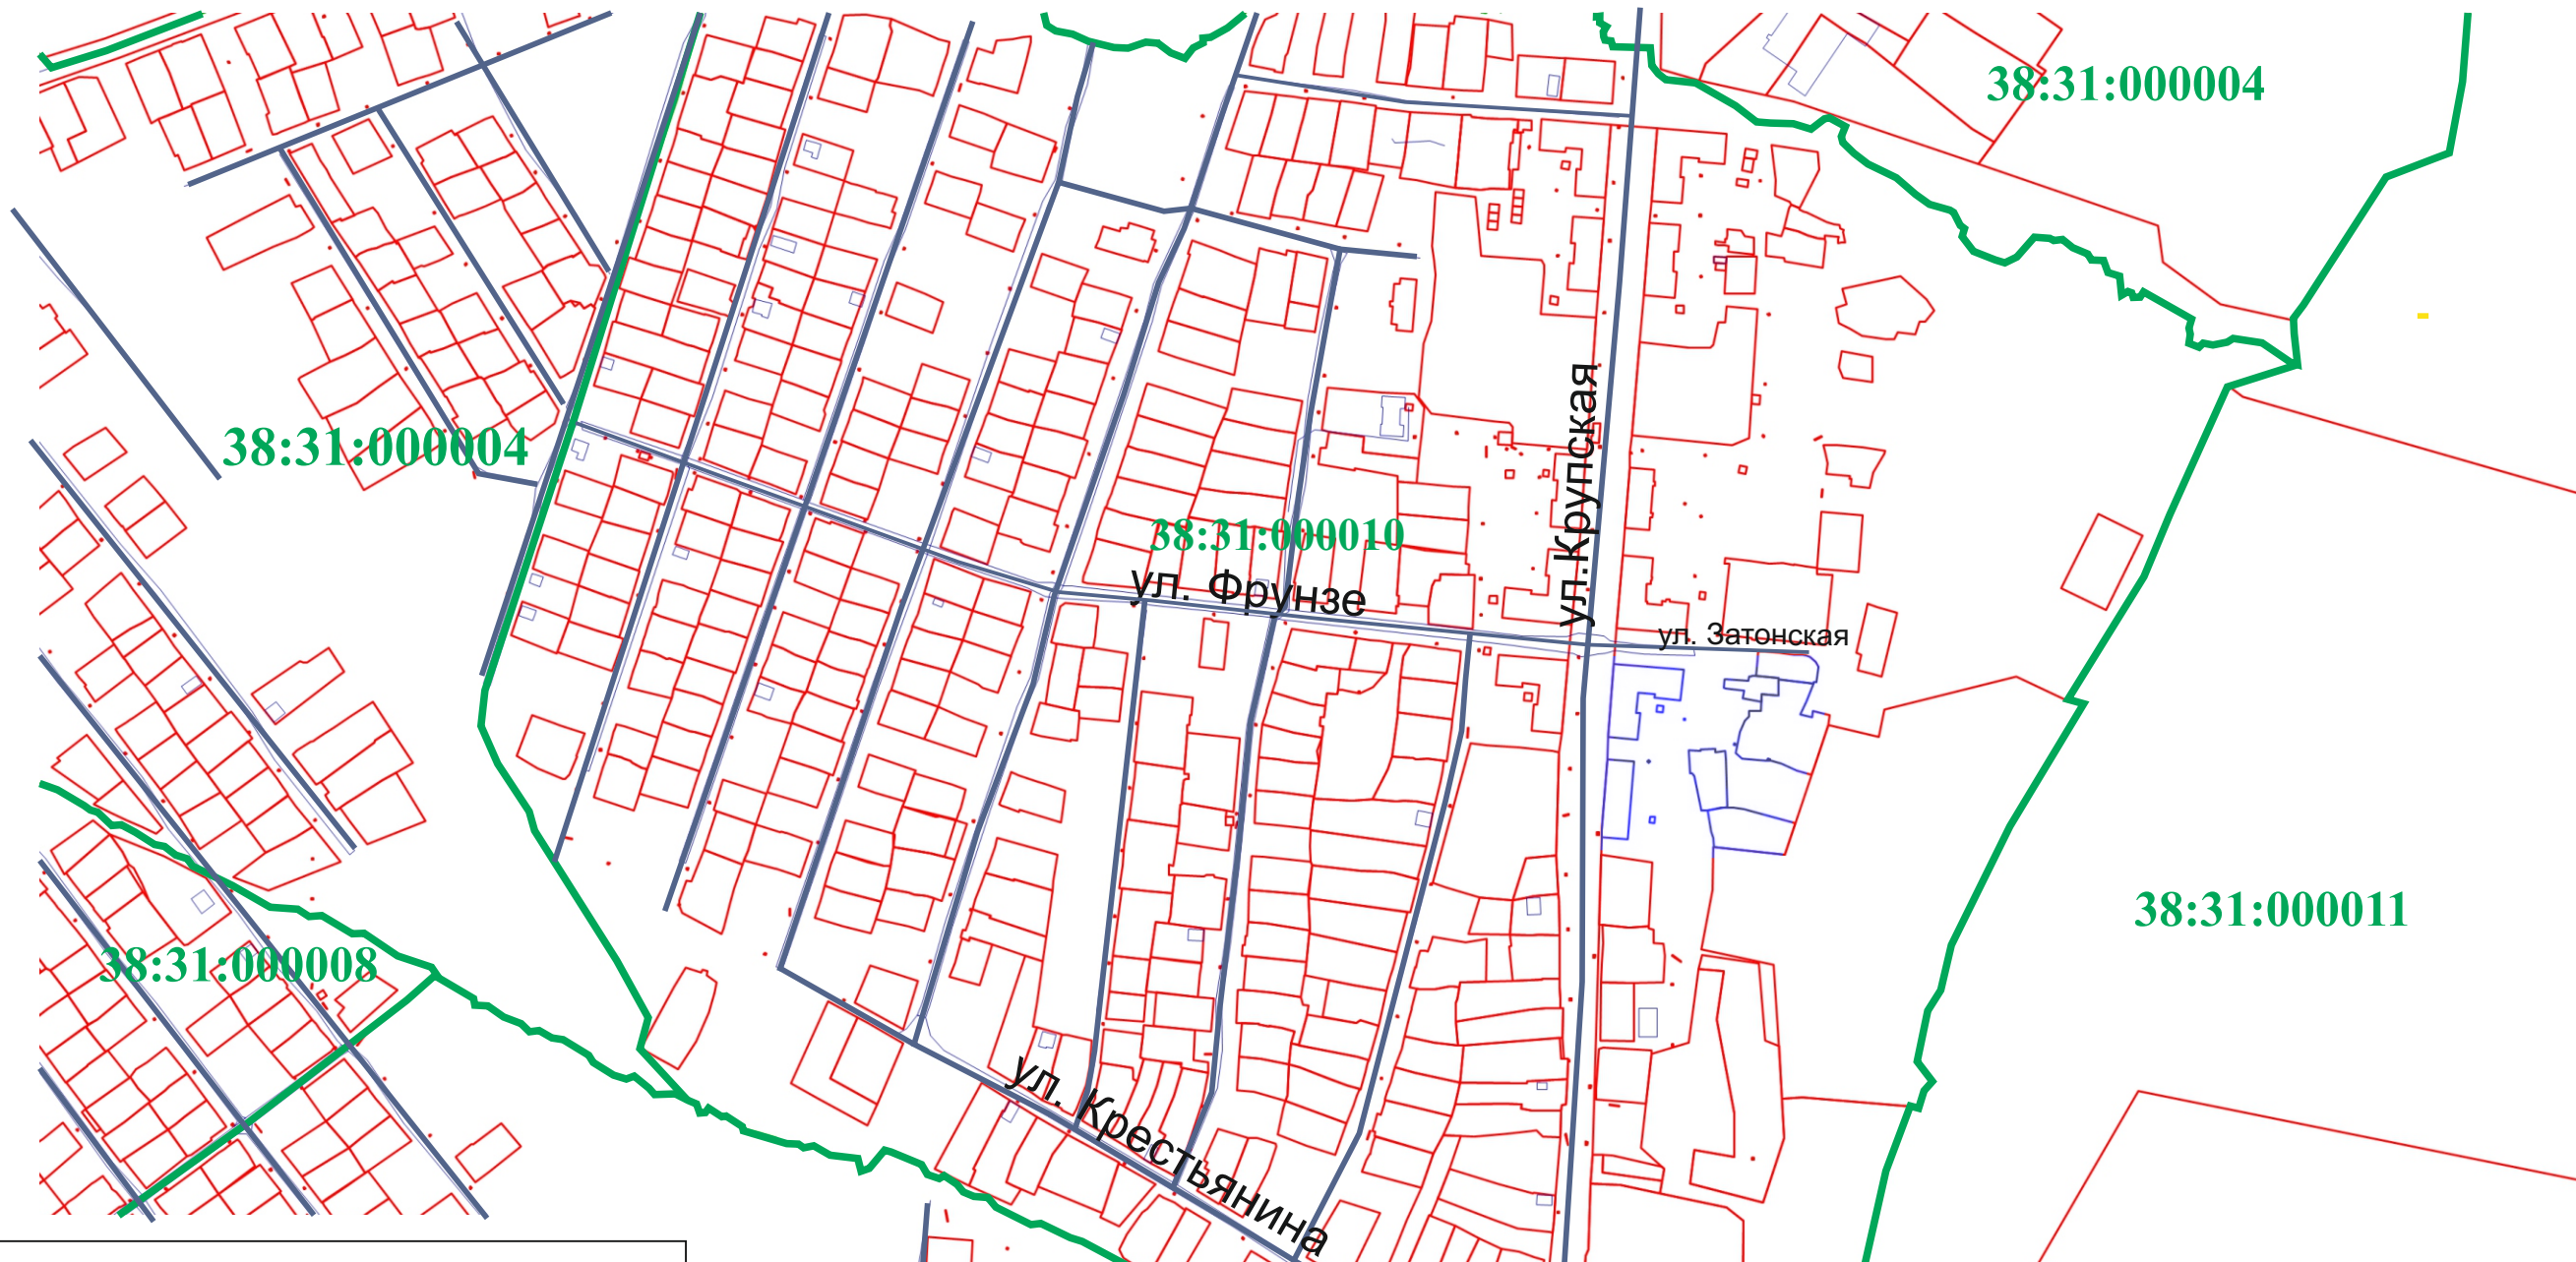 38:31:000004
ул.Крупская
38:31:000004
38:31:000010
ул. Фрунзе
ул. Затонская
38:31:000011
38:31:000008
ул. Крестьянина